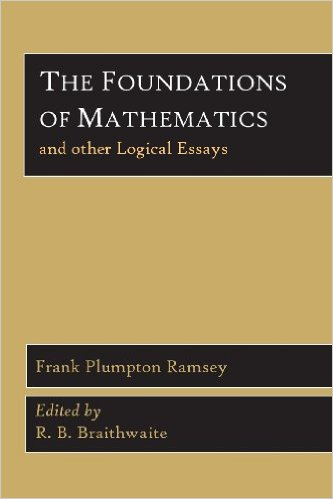 THE FOUNDATIONS
OF MATHEMATICS
and other Logical Essays
Frank Plumpton Ramsey
Edited by
R. B. Braithwaite